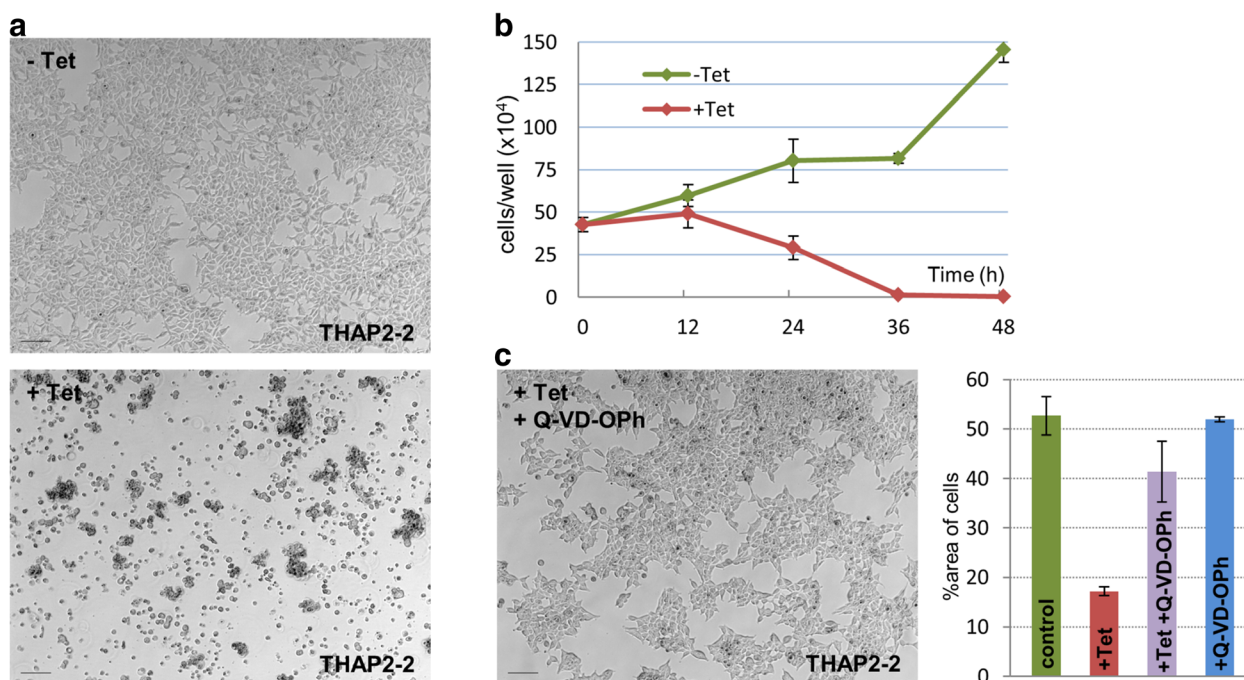 a
- Tet
THAP2-2
+ Tet
THAP2-2
b
150
125
100
75
50
25
0
cells/well (x10⁴)
-Tet
+Tet
Time (h)
0 12 24 36 48
c
+ Tet
+ Q-VD-OPh
THAP2-2
60
50
40
30
20
10
0
%area of cells
control
+Tet
+Tet +Q-VD-OPh
+Q-VD-OPh